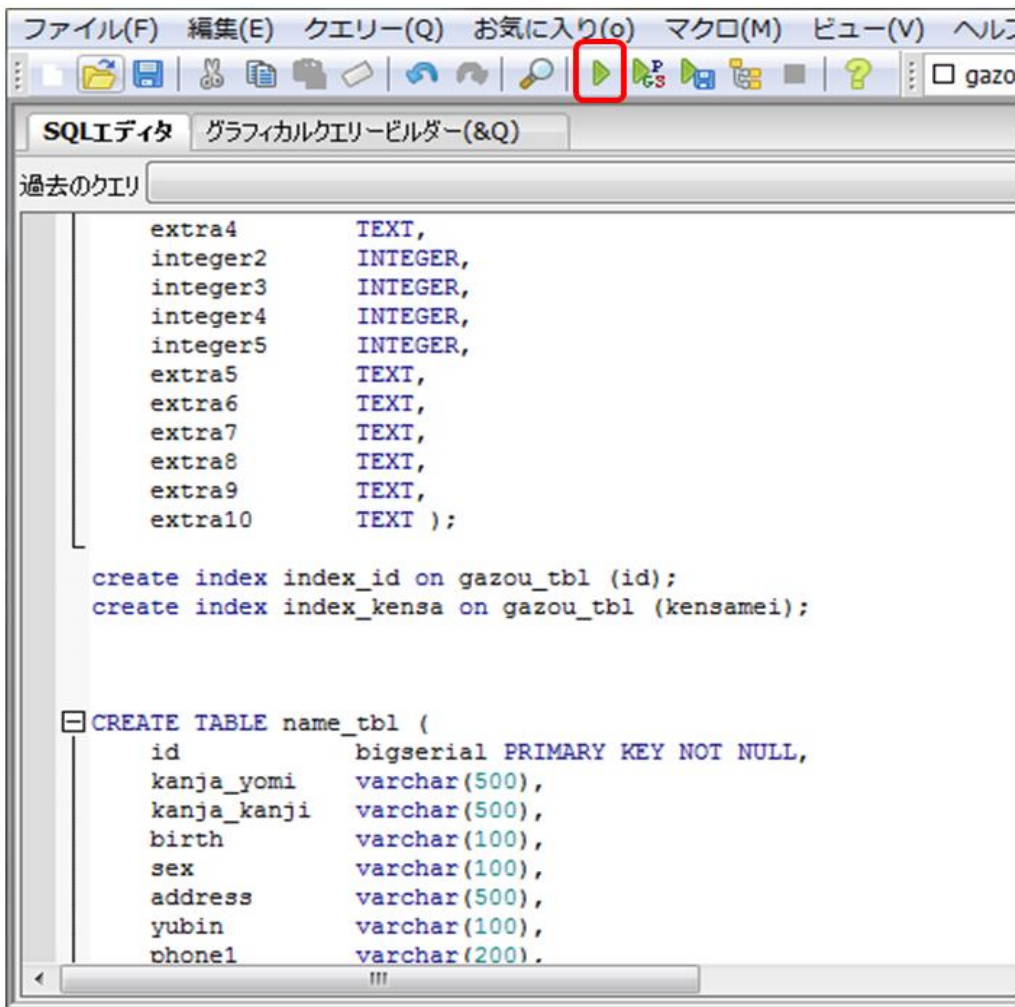 ファイル(F) 編集(E) クエリー(Q) お気に入り(o) マクロ(M) ビュー(V) ヘルプ
gazo
SQLエディタ グラフィカルクエリービルダー(&Q)
過去のクエリ
extra4 TEXT,
integer2 INTEGER,
integer3 INTEGER,
integer4 INTEGER,
integer5 INTEGER,
extra5 TEXT,
extra6 TEXT,
extra7 TEXT,
extra8 TEXT,
extra9 TEXT,
extra10 TEXT );
create index index_id on gazou_tbl (id);
create index index_kensa on gazou_tbl (kensamei);
CREATE TABLE name_tbl (
id bigserial PRIMARY KEY NOT NULL,
kanja_yomi varchar(500),
kanja_kanji varchar(500),
birth varchar(100),
sex varchar(100),
address varchar(500),
yubin varchar(100),
phone1 varchar(200),